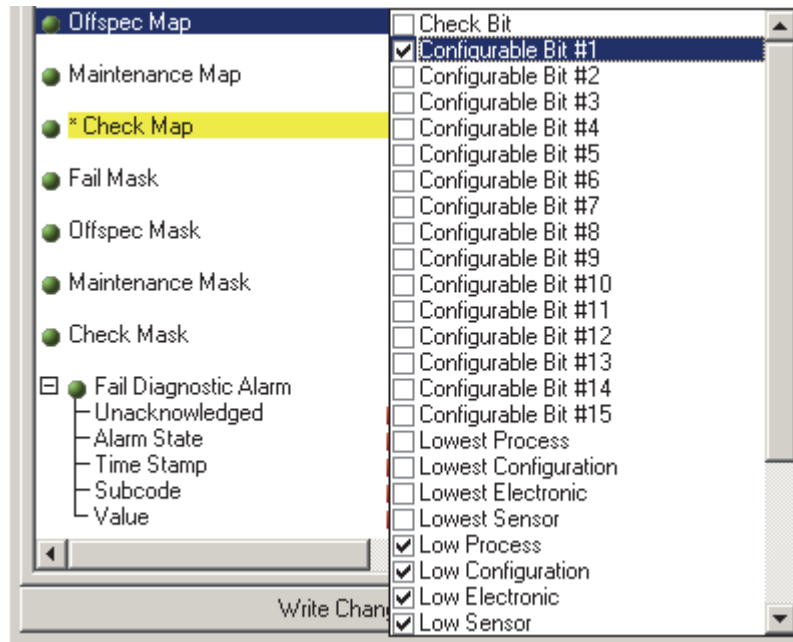 Offspec Map
Maintenance Map
* Check Map
Fail Mask
Offspec Mask
Maintenance Mask
Check Mask
Fail Diagnostic Alarm
Unacknowledged
Alarm State
Time Stamp
Subcode
Value
Check Bit
Configurable Bit #1
Configurable Bit #2
Configurable Bit #3
Configurable Bit #4
Configurable Bit #5
Configurable Bit #6
Configurable Bit #7
Configurable Bit #8
Configurable Bit #9
Configurable Bit #10
Configurable Bit #11
Configurable Bit #12
Configurable Bit #13
Configurable Bit #14
Configurable Bit #15
Lowest Process
Lowest Configuration
Lowest Electronic
Lowest Sensor
Low Process
Low Configuration
Low Electronic
Low Sensor
Write